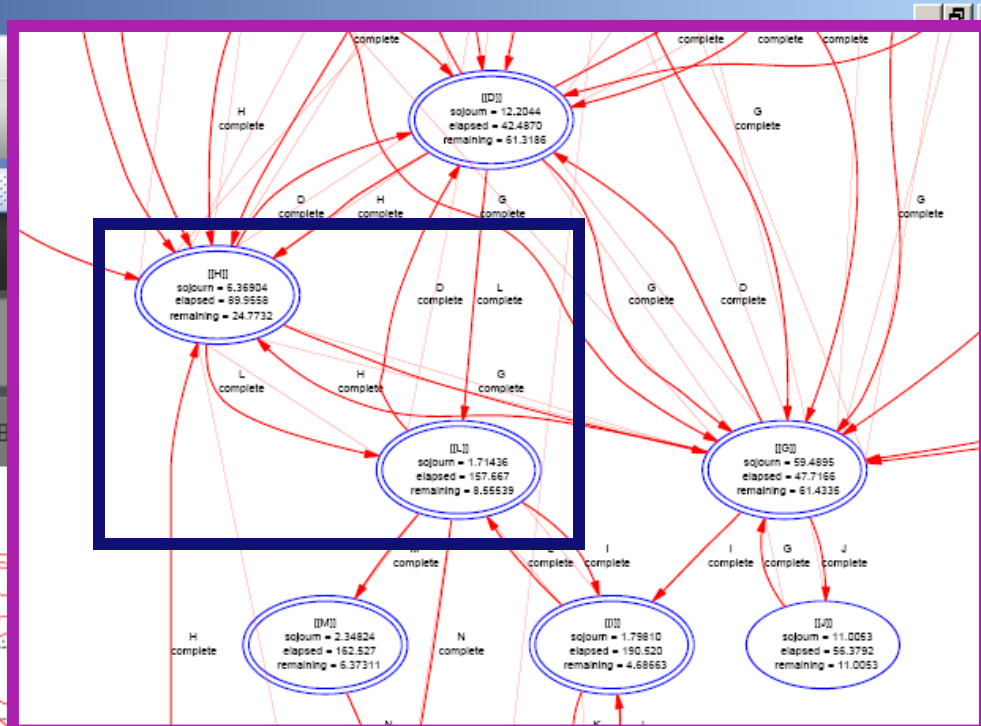 complete
complete
complete
complete
[[D]]
sojourn = 12.2044
elapsed = 42.4870
remaining = 61.3186
H
complete
G
complete
D
complete
H
complete
G
complete
G
complete
[[H]]
sojourn = 6.36904
elapsed = 89.9558
remaining = 24.7732
D
complete
L
complete
G
complete
D
complete
L
complete
H
complete
G
complete
[[L]]
sojourn = 1.71436
elapsed = 157.667
remaining = 8.55539
[[G]]
sojourn = 59.4895
elapsed = 47.7166
remaining = 61.4335
complete
complete
I
complete
I
complete
G
complete
J
complete
H
complete
[[M]]
sojourn = 2.34824
elapsed = 162.527
remaining = 6.37311
N
complete
[[I]]
sojourn = 1.79810
elapsed = 190.520
remaining = 4.68663
[[J]]
sojourn = 11.0053
elapsed = 56.3792
remaining = 11.0053